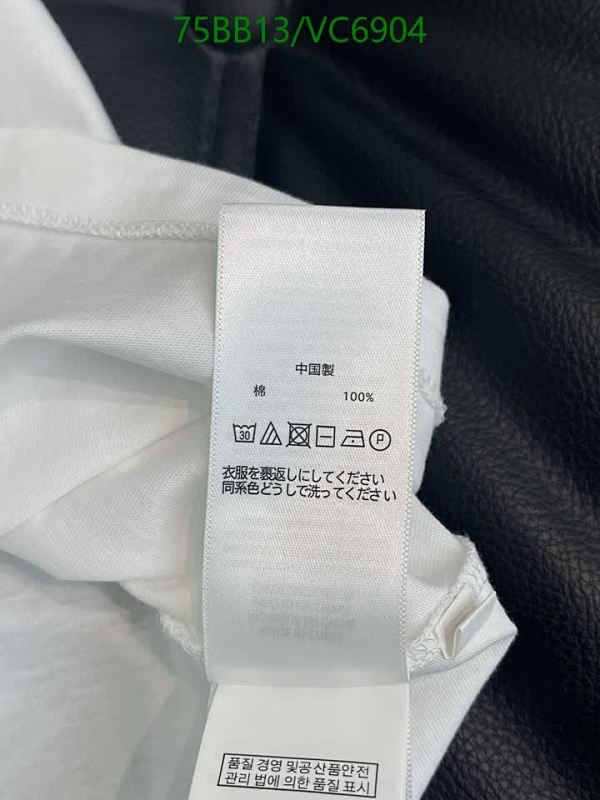 75BB13/VC6904
中国製
棉 100%
30 P
衣服を裏返しにしてください
同系色どうしで洗ってください
품질 경영 및 공산품안전
관리 법에 의한 품질 표시